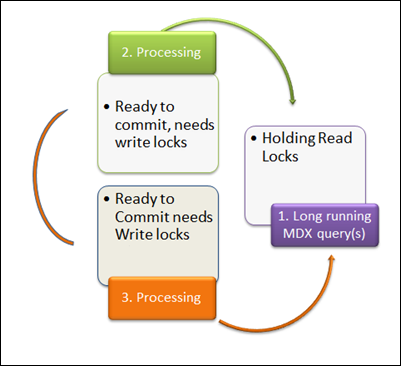 2. Processing
• Ready to
commit, needs
write locks
• Holding Read
Locks
1. Long running
MDX query(s)
• Ready to
Commit needs
Write locks
3. Processing